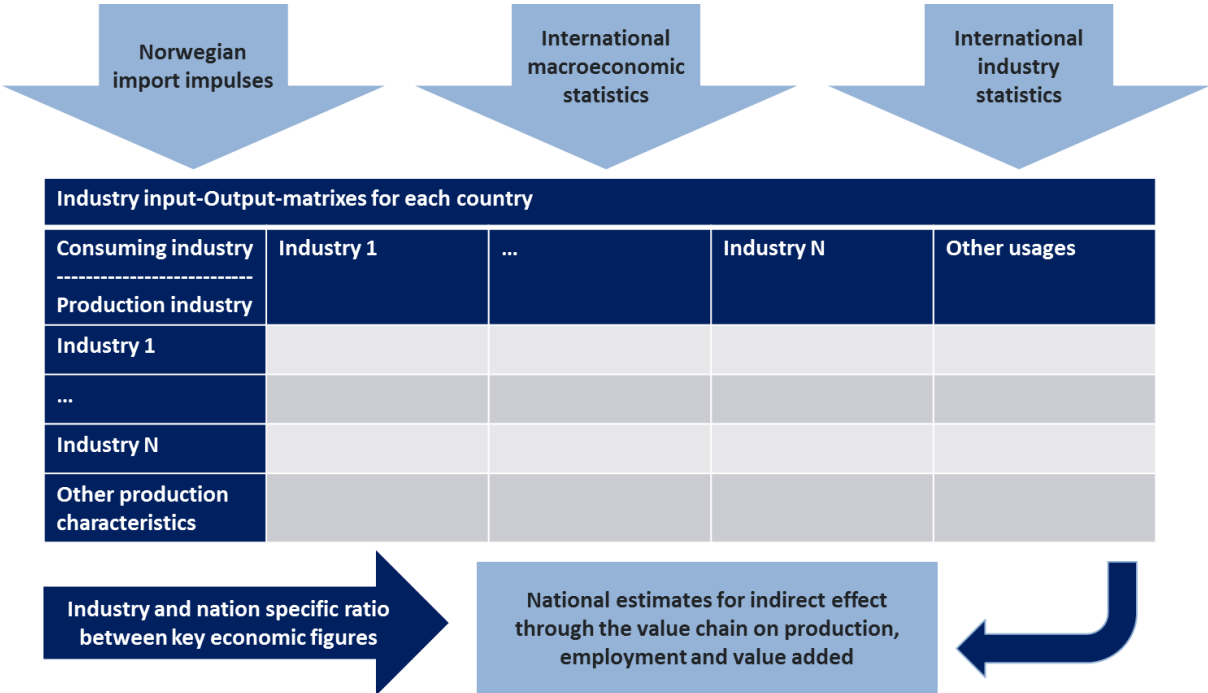 Norwegian
import impulses
International
macroeconomic
statistics
International
industry
statistics
Industry input-Output-matrixes for each country
Consuming industry
---------------------------
Production industry
Industry 1
...
Industry N
Other usages
Industry 1
...
Industry N
Other production
characteristics
Industry and nation specific ratio
between key economic figures
National estimates for indirect effect
through the value chain on production,
employment and value added